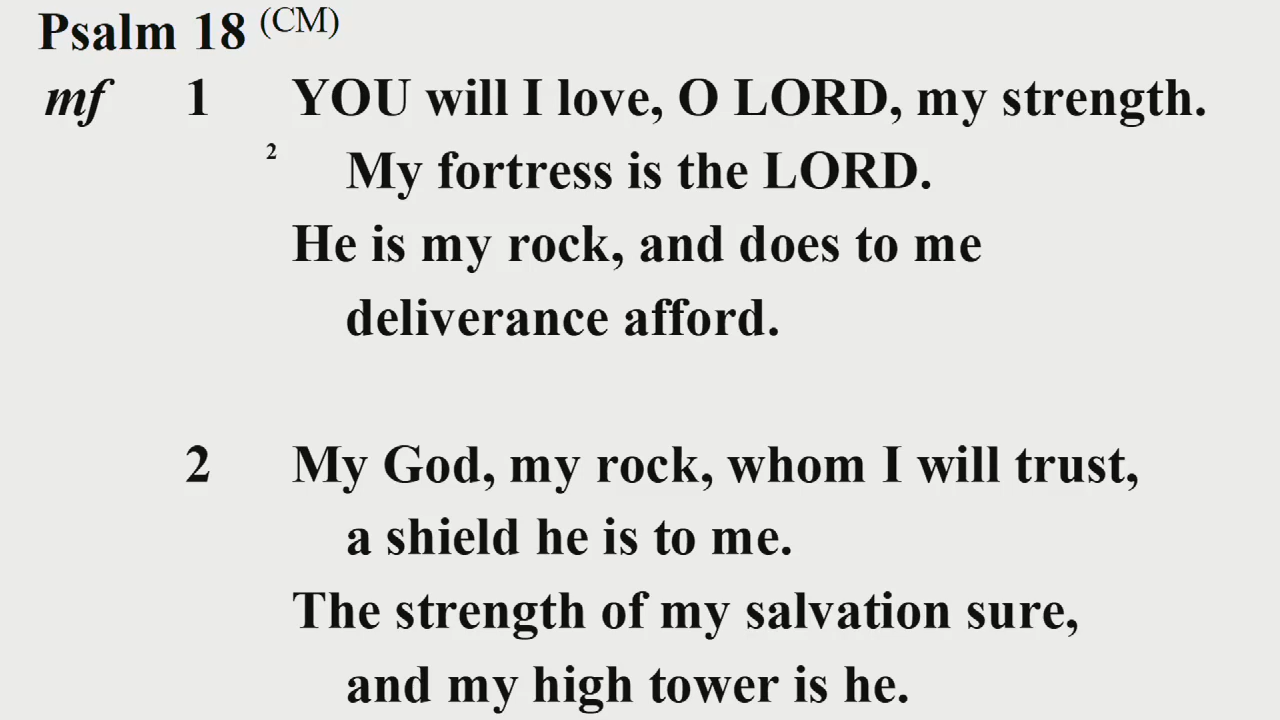 Psalm 18 (CM)
mf 1 YOU will I love, O LORD, my strength.
2 My fortress is the LORD.
He is my rock, and does to me
deliverance afford.
2 My God, my rock, whom I will trust,
a shield he is to me.
The strength of my salvation sure,
and my high tower is he.